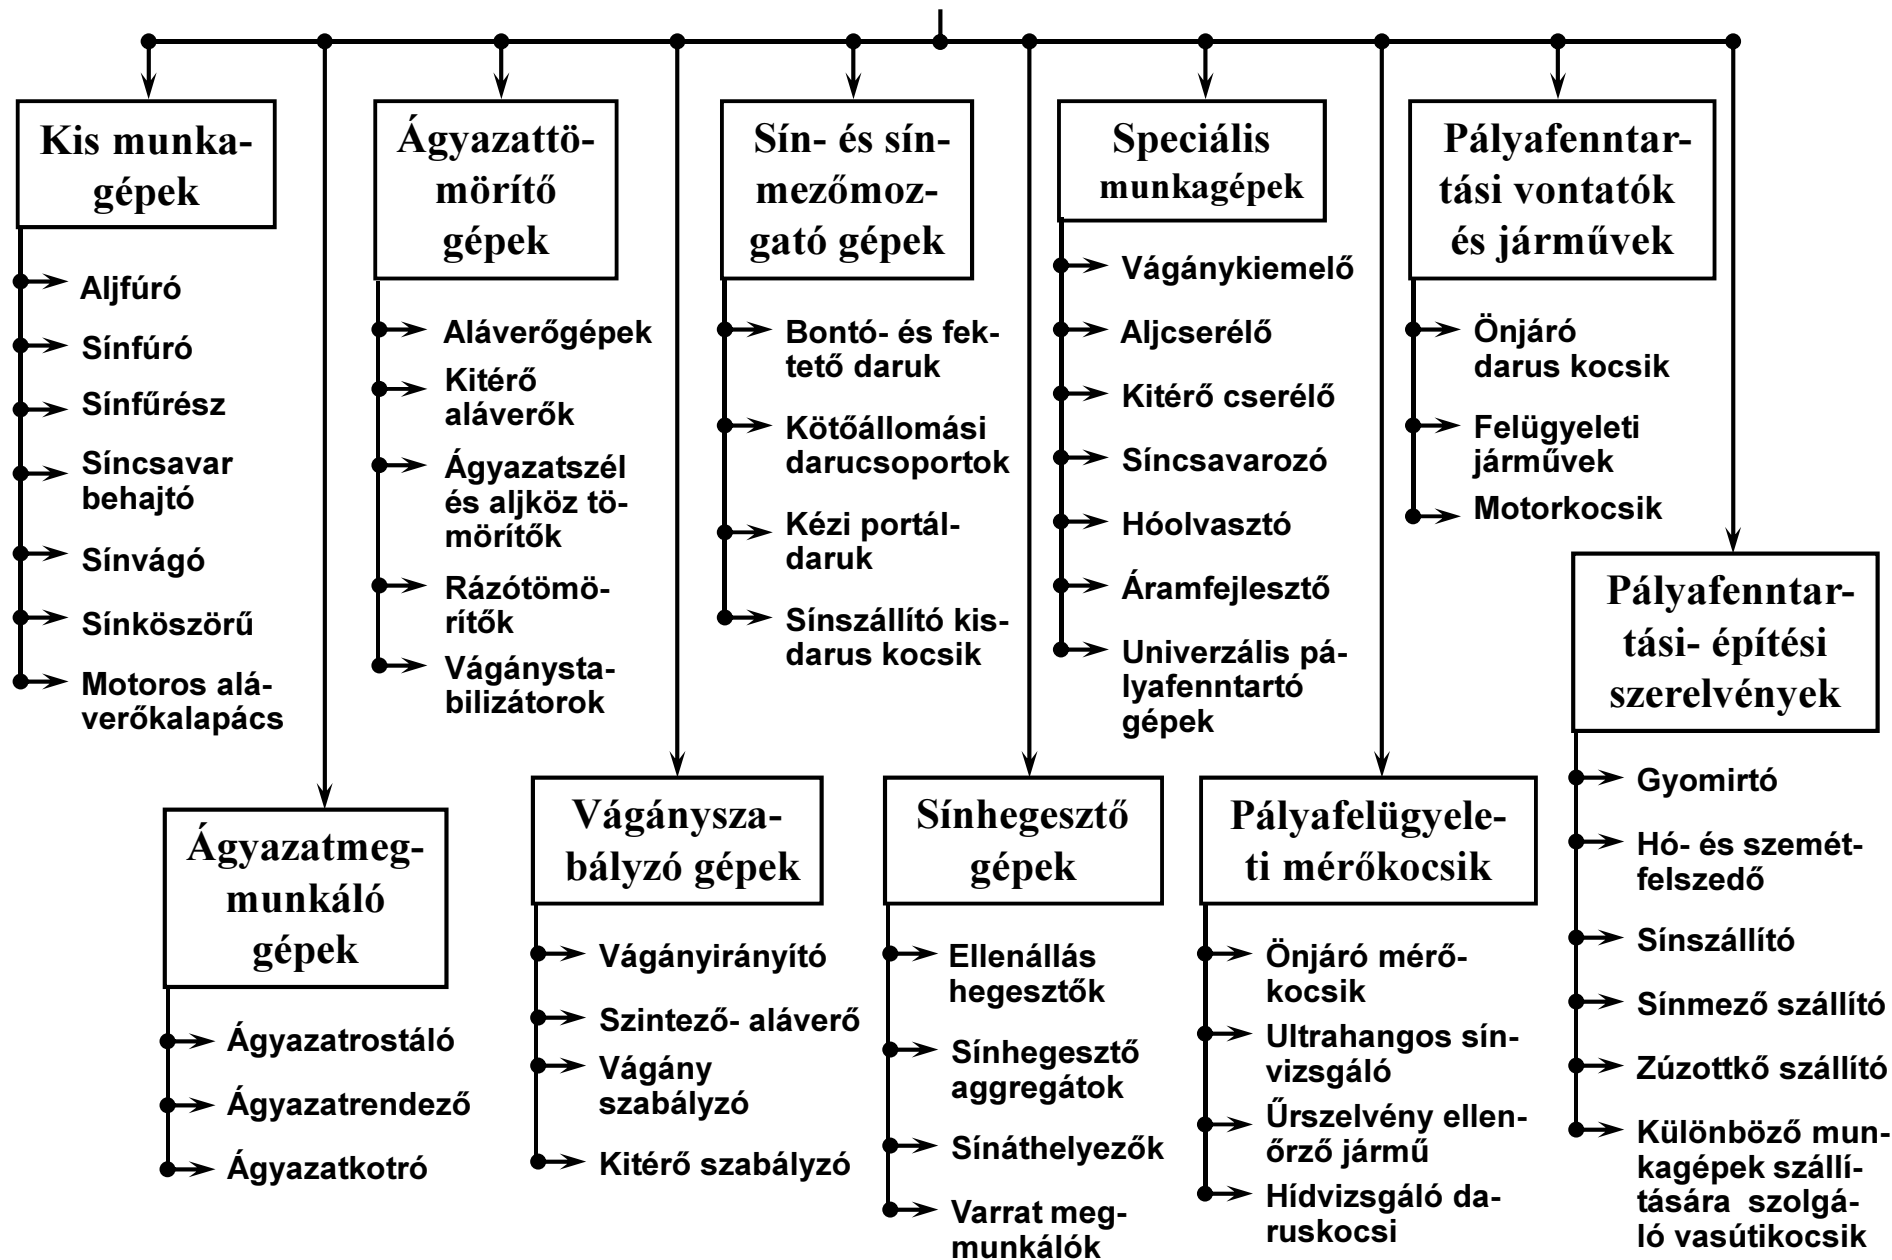 Kis munka-
gépek
Aljfúró
Sínfúró
Sínfűrész
Síncsavar
behajtó
Sínvágó
Sínköszörű
Motoros alá-
verőkalapács
Ágyazatmeg-
munkáló
gépek
Ágyazatrostáló
Ágyazatrendező
Ágyazatkotró
Ágyazattö-
mörítő
gépek
Aláverőgépek
Kitérő
aláverők
Ágyazatszél
és aljköz tö-
mörítők
Rázótömö-
rítők
Vágánysta-
bilizátorok
Vágánysza-
bályzó gépek
Vágányirányító
Szintező- aláverő
Vágány
szabályzó
Kitérő szabályzó
Sín- és sín-
mezőmoz-
gató gépek
Bontó- és fek-
tető daruk
Kötőállomási
darucsoportok
Kézi portál-
daruk
Sínszállító kis-
darus kocsik
Sínhegesztő
gépek
Ellenállás
hegesztők
Sínhegesztő
aggregátok
Sínáthelyezők
Varrat meg-
munkálók
Speciális
munkagépek
Vágánykiemelő
Aljcserélő
Kitérő cserélő
Síncsavarozó
Hóolvasztó
Áramfejlesztő
Univerzális pá-
lyafenntartó
gépek
Pályafelügyele-
ti mérőkocsik
Önjáró mérő-
kocsik
Ultrahangos sín-
vizsgáló
Űrszelvény ellen-
őrző jármű
Hídvizsgáló da-
ruskocsi
Pályafenntar-
tási vontatók
és járművek
Önjáró
darus kocsik
Felügyeleti
járművek
Motorkocsik
Pályafenntar-
tási- építési
szerelvények
Gyomirtó
Hó- és szemét-
felszedő
Sínszállító
Sínmező szállító
Zúzottkő szállító
Különböző mun-
kagépek szállí-
tására szolgá-
ló vasútikocsik